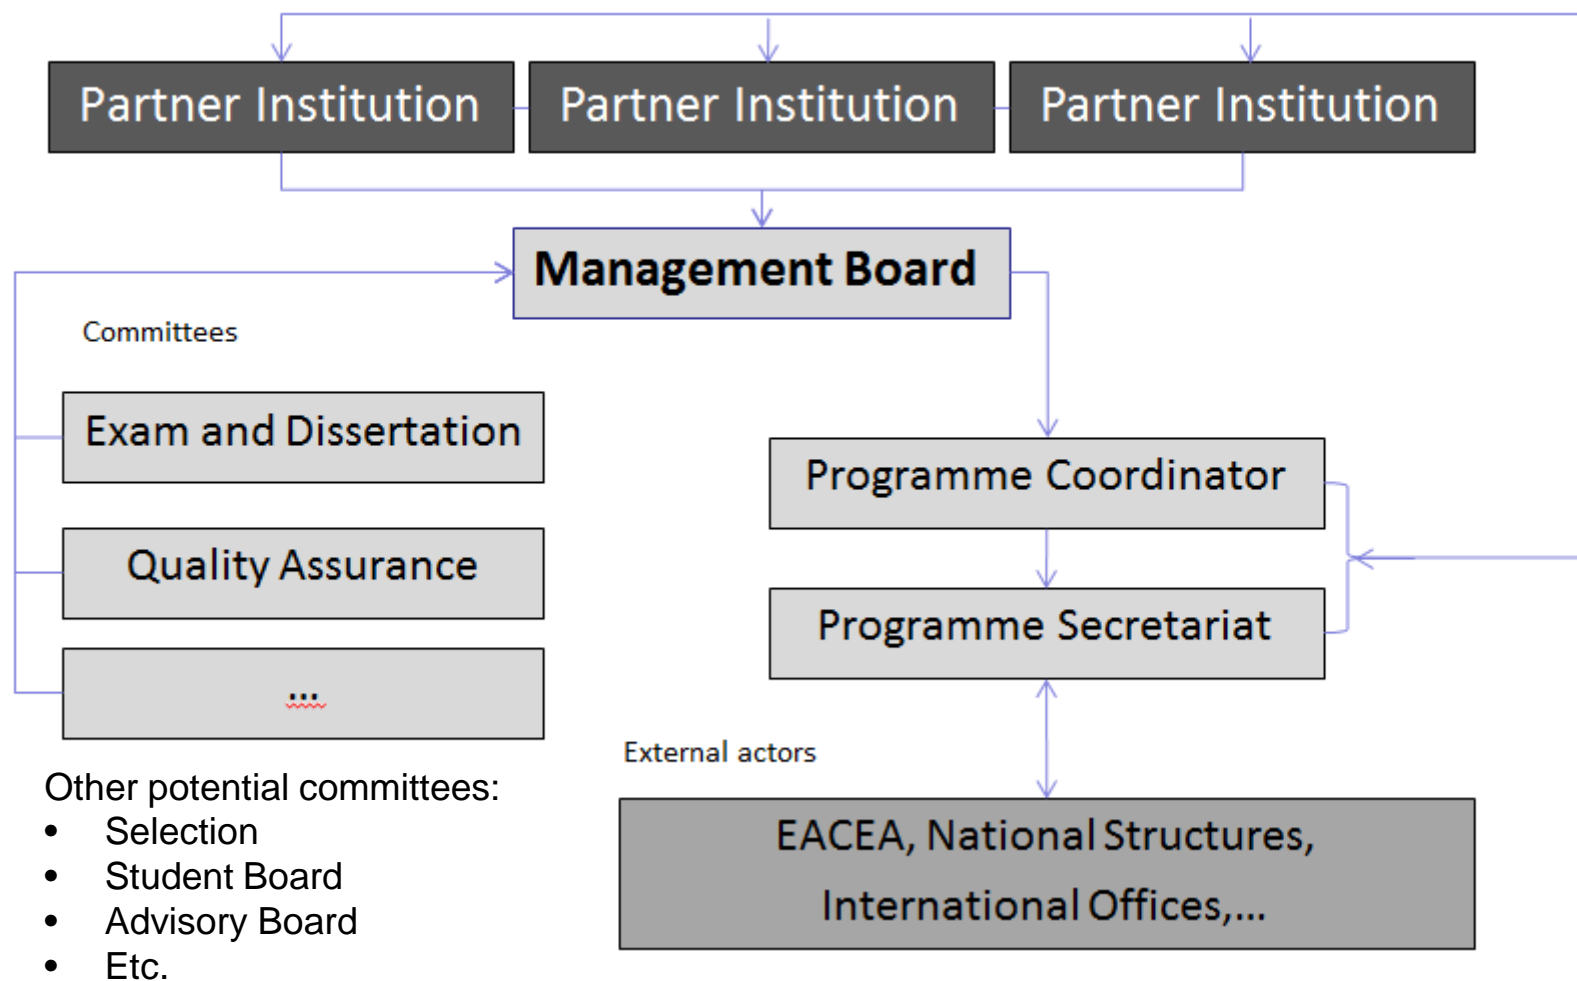 Partner Institution
Partner Institution
Partner Institution
Management Board
Committees
Exam and Dissertation
Quality Assurance
...
Other potential committees:
• Selection
• Student Board
• Advisory Board
• Etc.
Programme Coordinator
Programme Secretariat
External actors
EACEA, National Structures,
International Offices,...